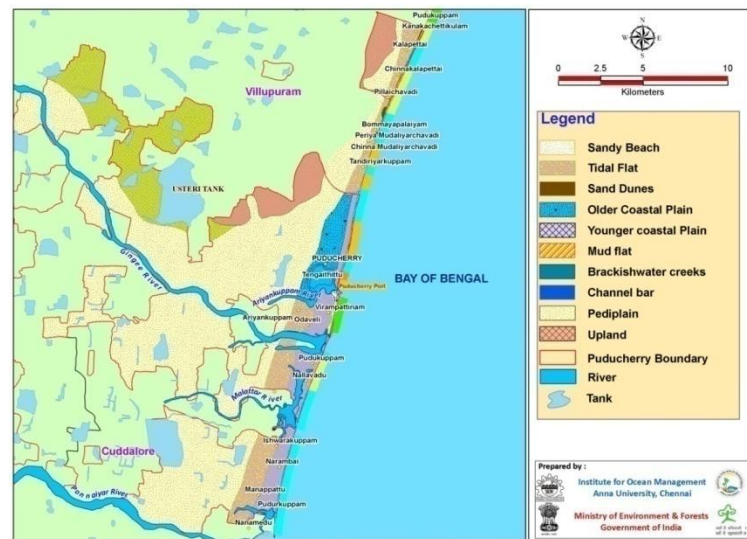 Pudukuppam
Kanakachettikulam
Kalapettai
Chinnakalapettai
Pillaichavadi
Villupuram
Bommayapalaiyam
Periya Mudaliyarchavadi
Chinna Mudaliyarchavadi
Tandiriyarkuppam
USTERI TANK
PUDUCHERRY
BAY OF BENGAL
Tengaithittu
Puducherry Port
Gingee River
Ariyankuppam River
Virampattinam
Ariyankuppam
Odaveli
Pudukuppam
Nallavadu
Malattar River
Ishwarakuppam
Cuddalore
Narambai
Manappattu
Pudurkuppam
Ponnaiyar River
Nanamedu
N
W E
S
0 2.5 5 10
Kilometers
Legend
Sandy Beach
Tidal Flat
Sand Dunes
Older Coastal Plain
Younger coastal Plain
Mud flat
Brackishwater creeks
Channel bar
Pediplain
Upland
Puducherry Boundary
River
Tank
Prepared by :
Institute for Ocean Management
Anna University, Chennai
Ministry of Environment & Forests
Government of India